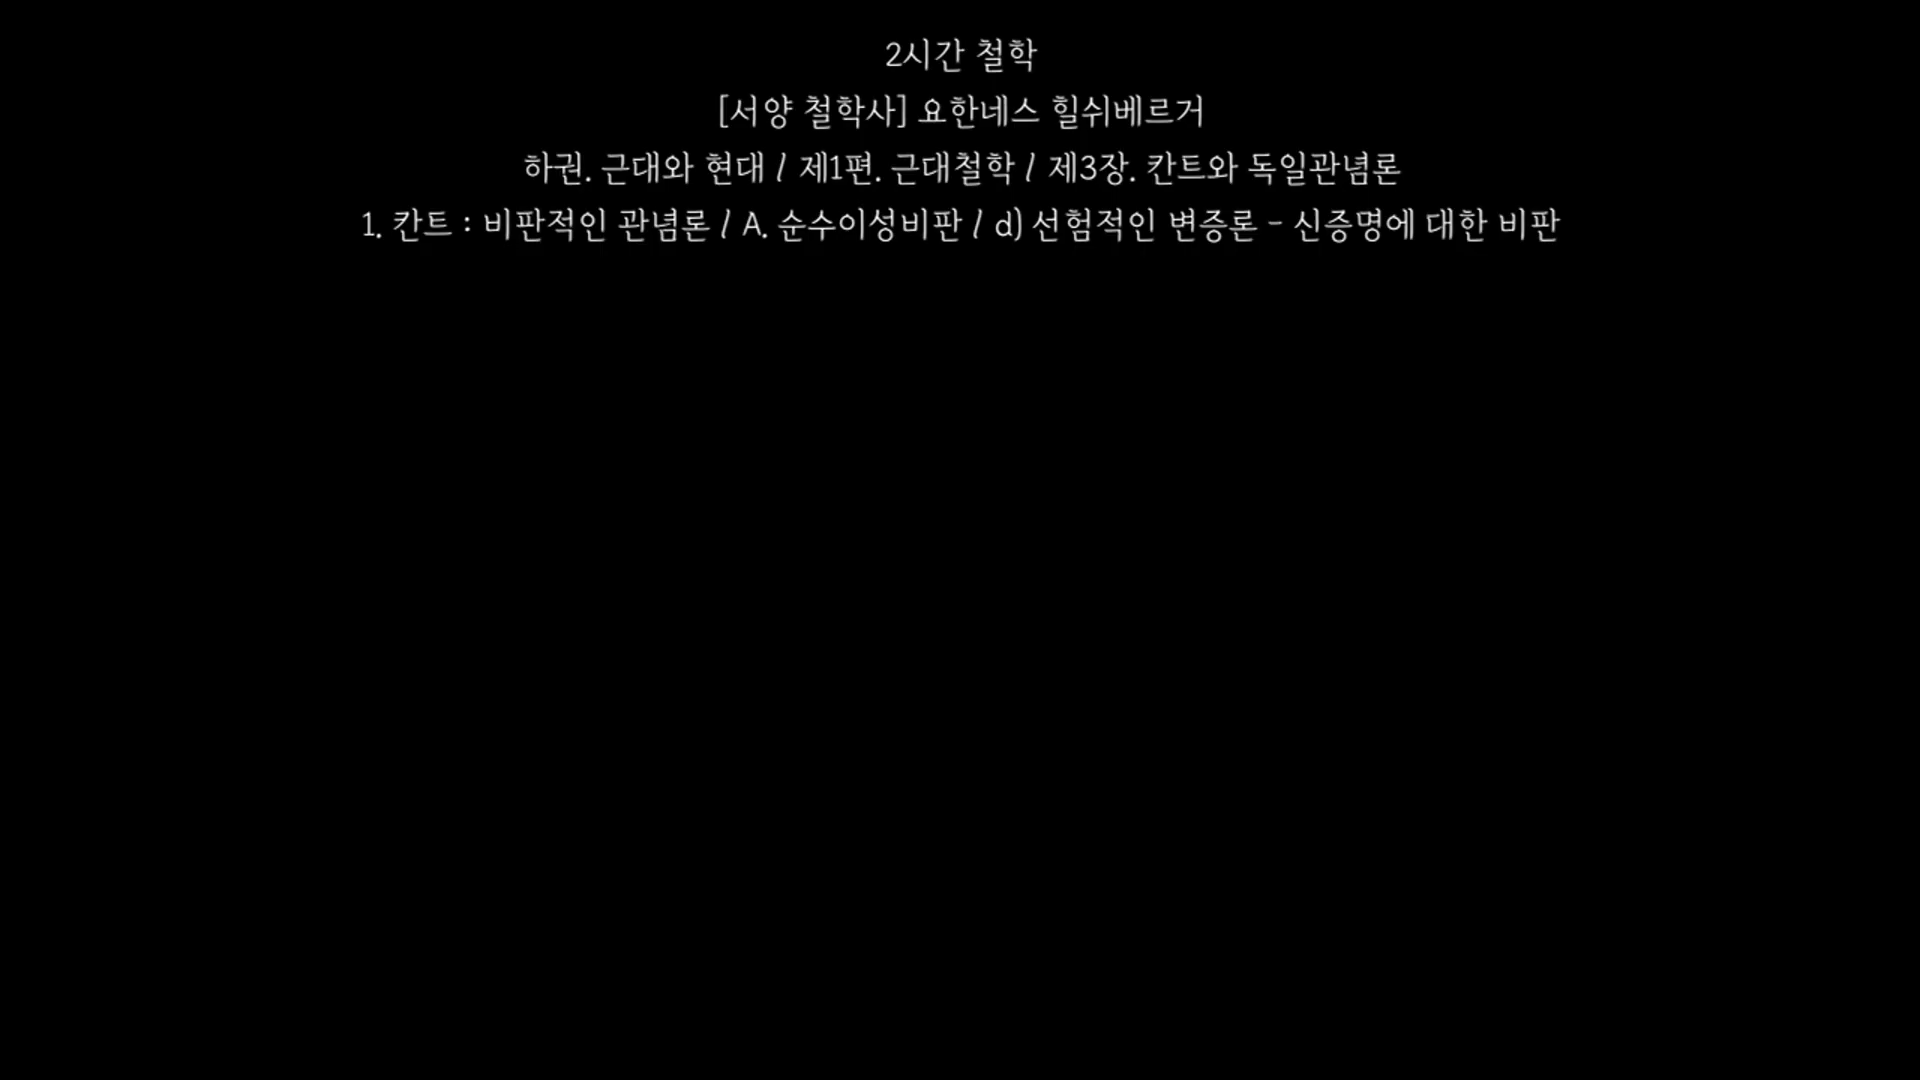 2시간 철학
[서양 철학사] 요한네스 힐쉬베르거
하권. 근대와 현대 / 제1편. 근대철학 / 제3장. 칸트와 독일관념론
1. 칸트 : 비판적인 관념론 / A. 순수이성비판 / d) 선험적인 변증론 - 신증명에 대한 비판